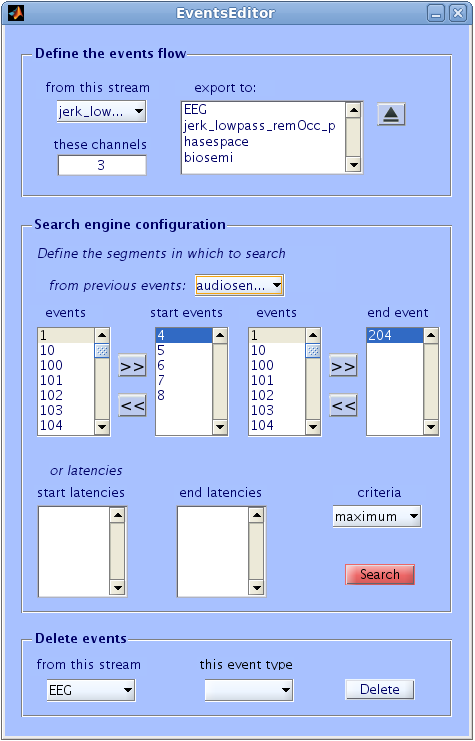 EventsEditor
Define the events flow
from this stream export to:
jerk_low... EEG
jerk_lowpass_remOcc_p
these channels hasespace
3 biosemi
Search engine configuration
Define the segments in which to search
from previous events: audiosen...
events start events events end event
1 4 1 204
10 5 10
100 6 100
>> >>
101 7 101
102 8 102
<< <<
103 103
104 104
or latencies
start latencies end latencies criteria
maximum
Search
Delete events
from this stream this event type
EEG Delete